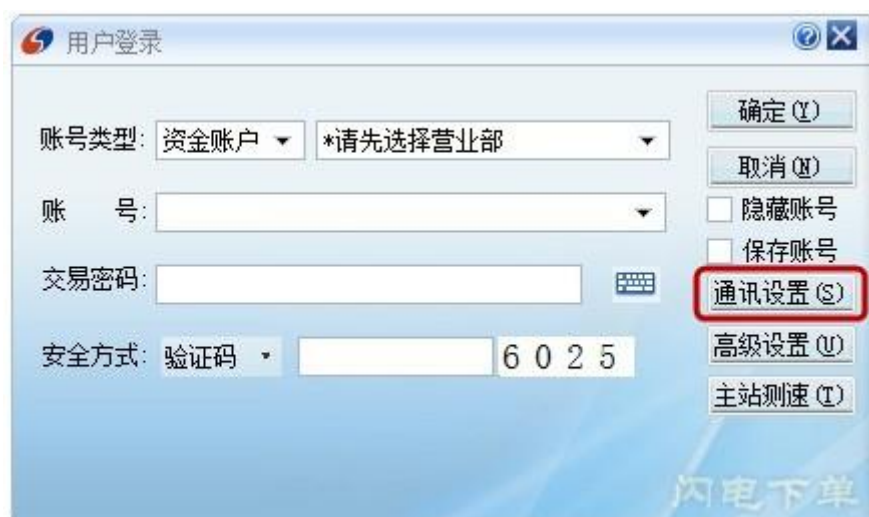 用户登录
账号类型: 资金账户 *请先选择营业部
确定(Y)
取消(N)
账 号:
隐藏账号
保存账号
交易密码:
通讯设置(S)
安全方式: 验证码 6025
高级设置(U)
主站测速(T)
闪电下单